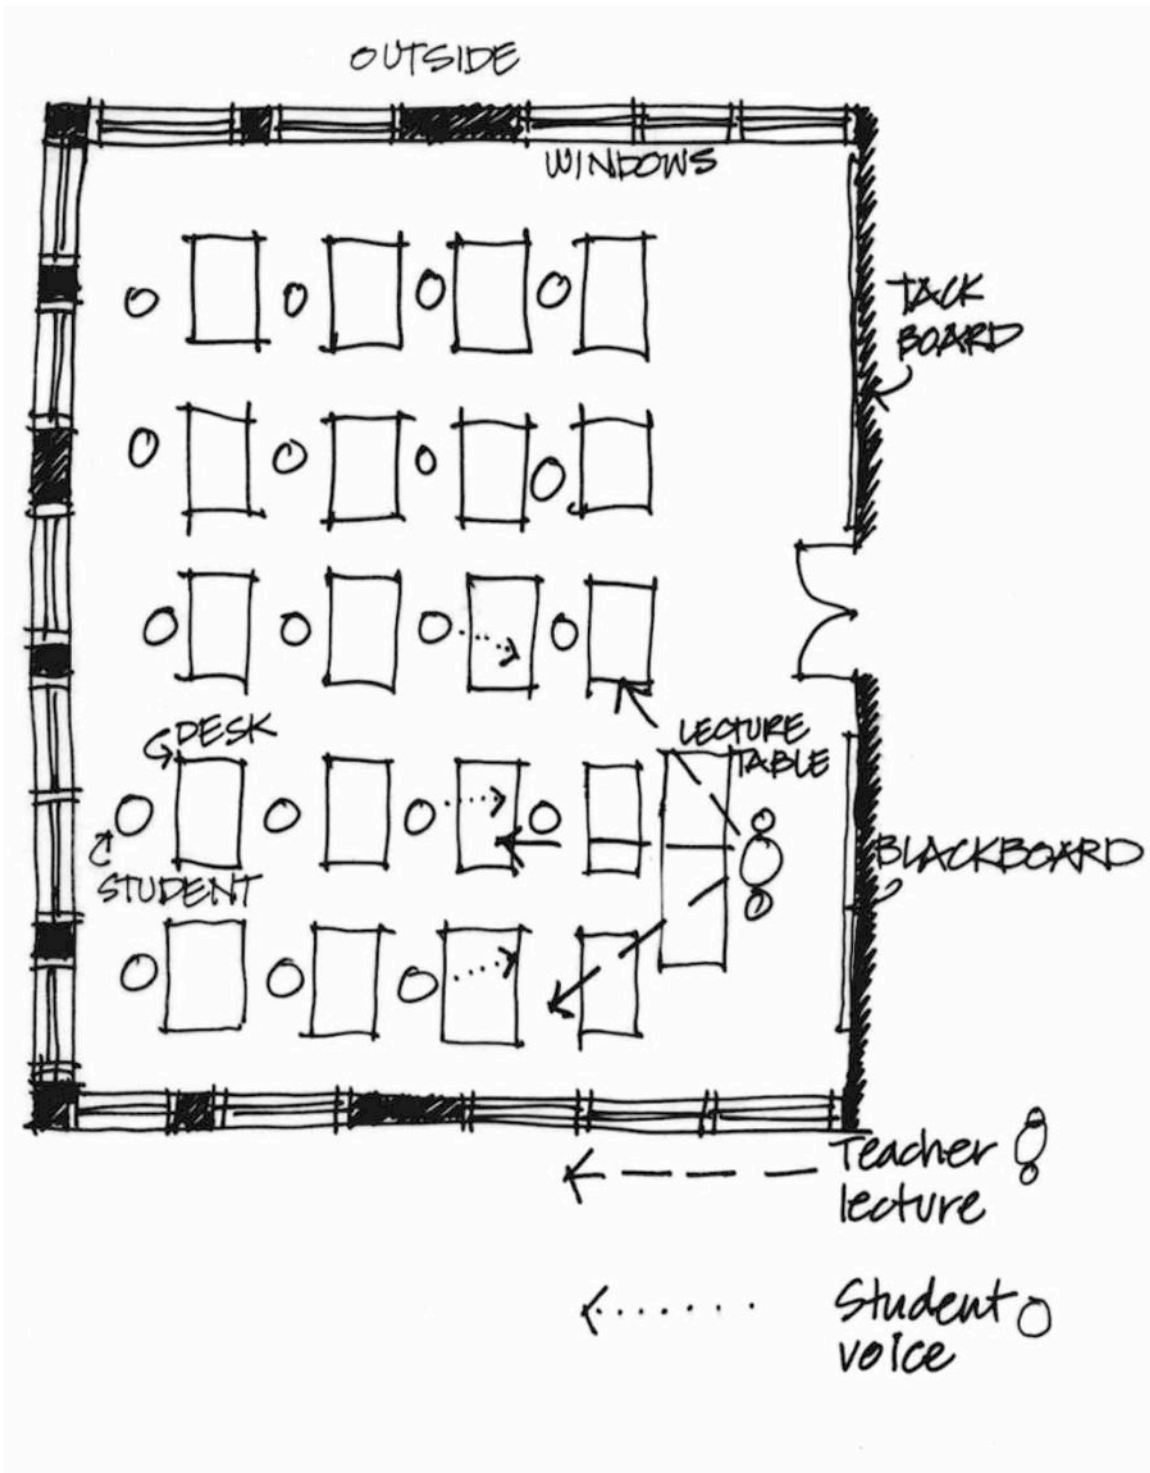 OUTSIDE
WINDOWS
TACK
BOARD
DESK
LECTURE
TABLE
STUDENT
BLACKBOARD
Teacher
lecture
Student
voice